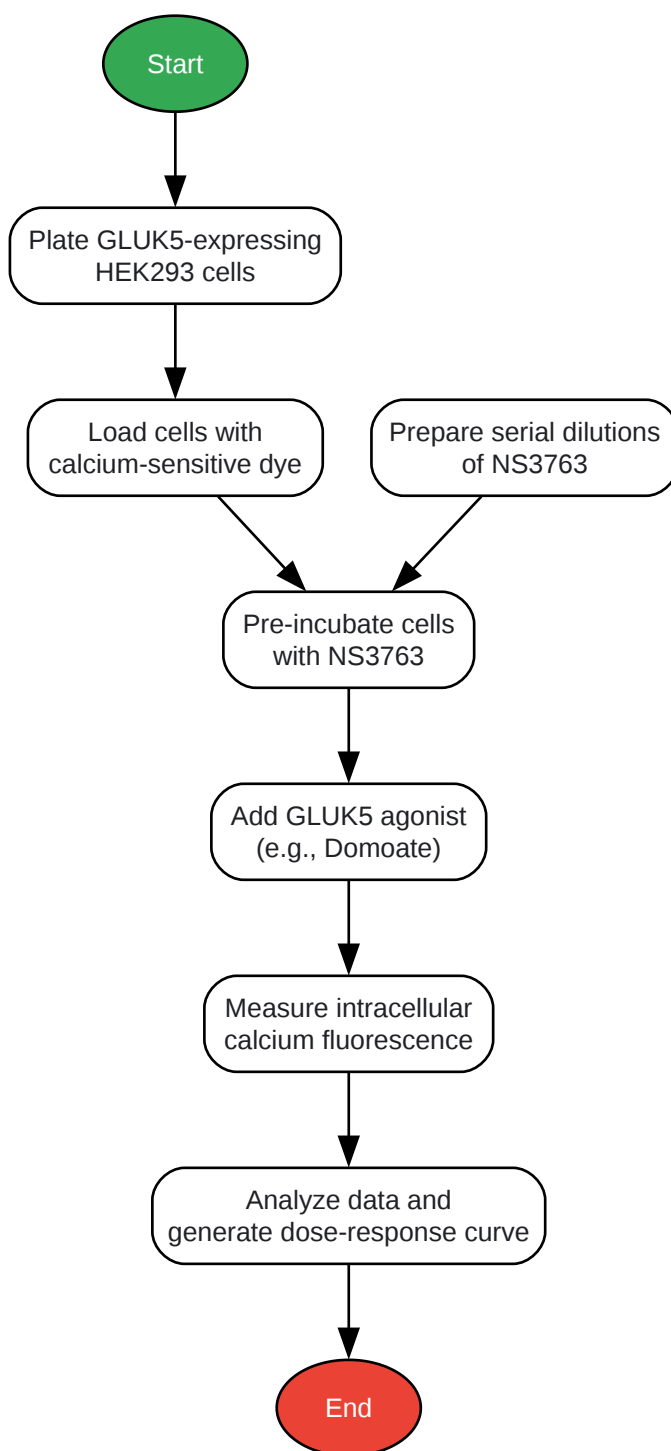 Start
Plate GLUK5-expressing
HEK293 cells
Load cells with
calcium-sensitive dye
Prepare serial dilutions
of NS3763
Pre-incubate cells
with NS3763
Add GLUK5 agonist
(e.g., Domoate)
Measure intracellular
calcium fluorescence
Analyze data and
generate dose-response curve
End